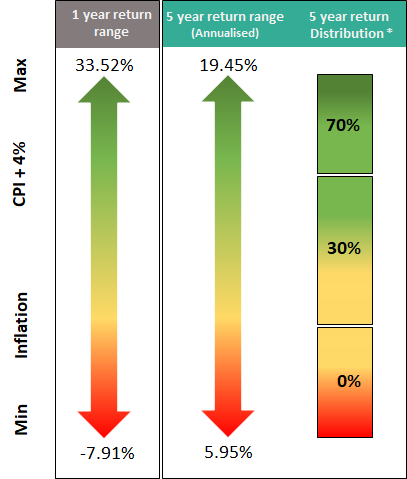 1 year return
range
5 year return range
(Annualised)
5 year return
Distribution *
Max
33.52%
19.45%
70%
CPI + 4%
30%
Inflation
0%
Min
-7.91%
5.95%